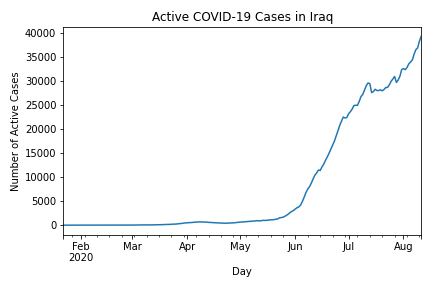 Active COVID-19 Cases in Iraq
Number of Active Cases
40000
35000
30000
25000
20000
15000
10000
5000
0
Feb Mar Apr May Jun Jul Aug
2020
Day